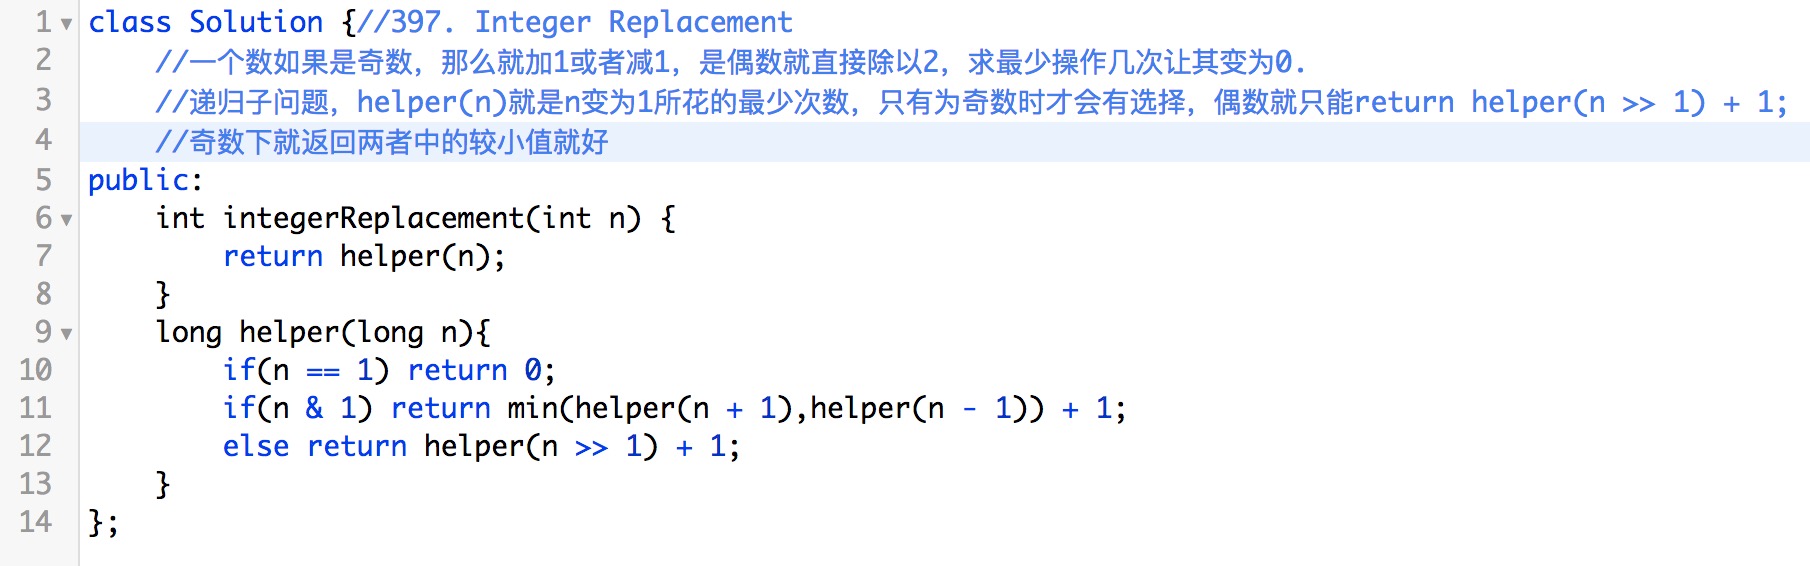 1 class Solution {//397. Integer Replacement
2 //一个数如果是奇数，那么就加1或者减1，是偶数就直接除以2，求最少操作几次让其变为0.
3 //递归子问题，helper(n)就是n变为1所花的最少次数，只有为奇数时才会有选择，偶数就只能return helper(n >> 1) + 1;
4 //奇数下就返回两者中的较小值就好
5 public:
6 int integerReplacement(int n) {
7 return helper(n);
8 }
9 long helper(long n){
10 if(n == 1) return 0;
11 if(n & 1) return min(helper(n + 1),helper(n - 1)) + 1;
12 else return helper(n >> 1) + 1;
13 }
14 };